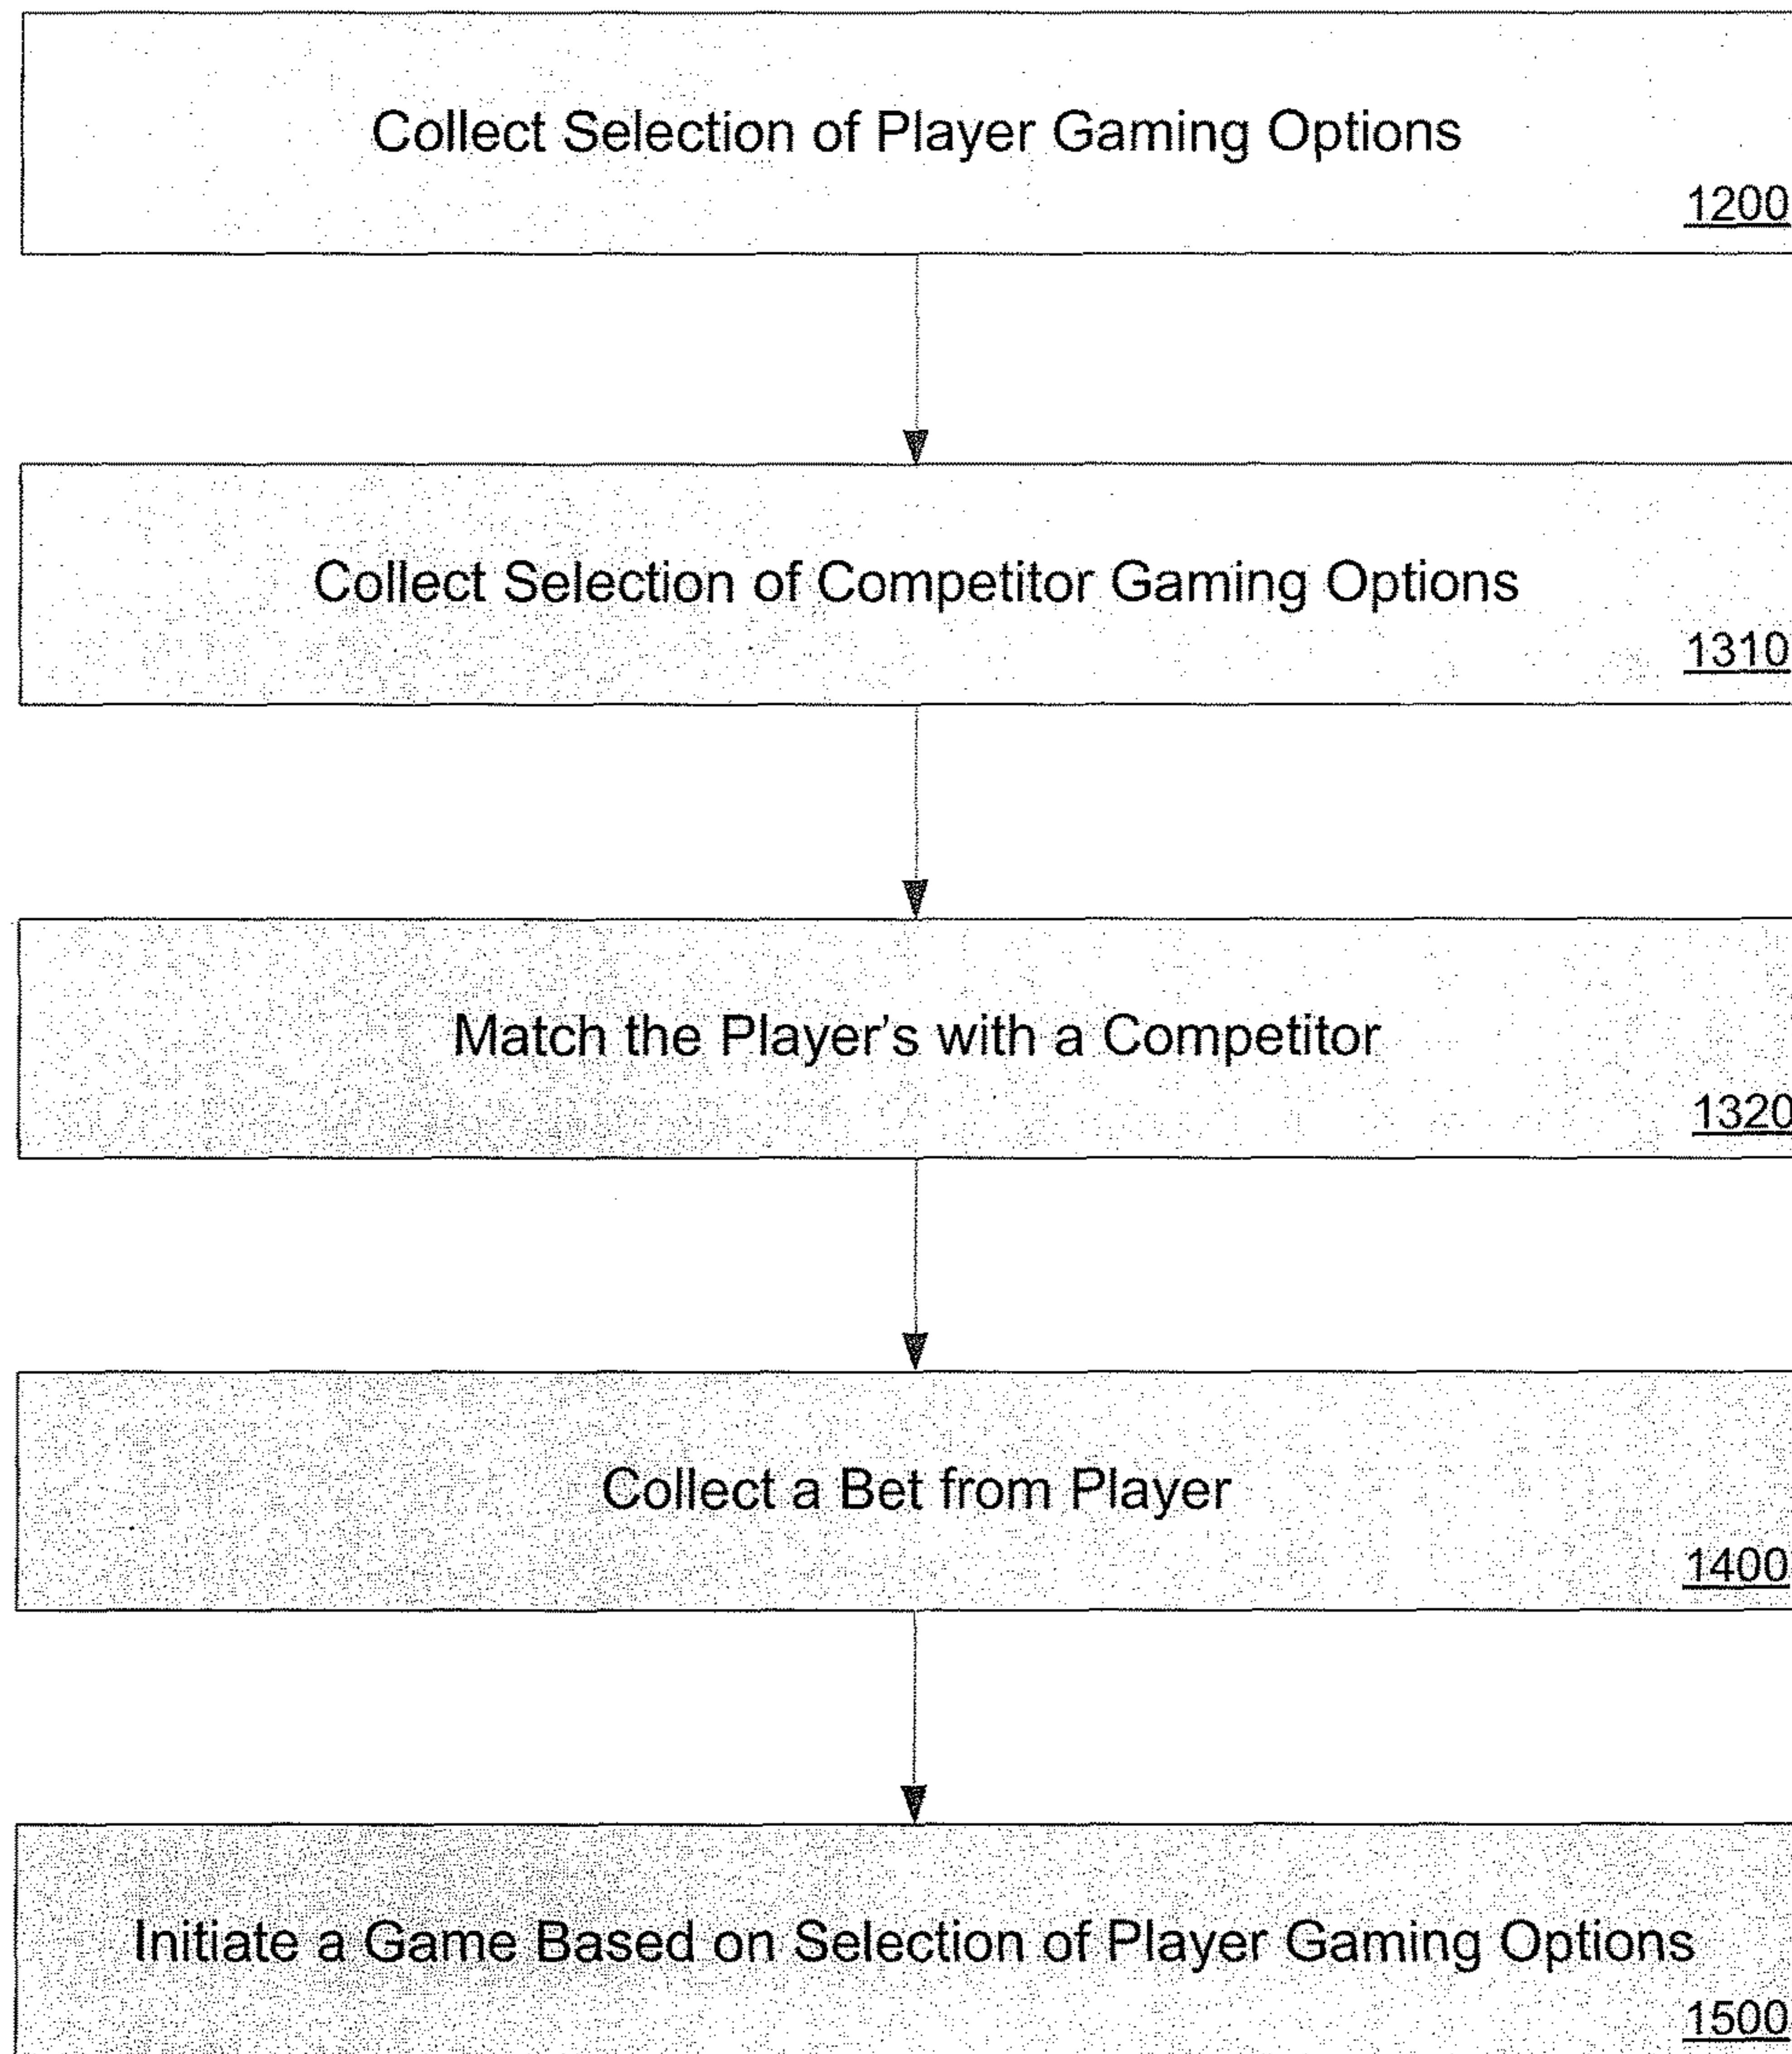 Collect Selection of Player Gaming Options
1200
Collect Selection of Competitor Gaming Options
1310
Match the Player's with a Competitor
1320
Collect a Bet from Player
1400
Initiate a Game Based on Selection of Player Gaming Options
1500